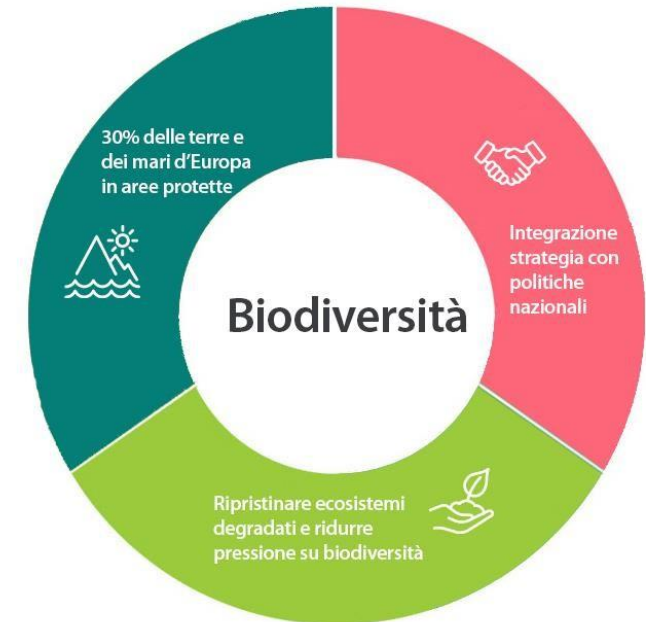 30% delle terre e
dei mari d'Europa
in aree protette
Integrazione
strategia con
politiche
nazionali
Biodiversità
Ripristinare ecosistemi
degradati e ridurre
pressione su biodiversità